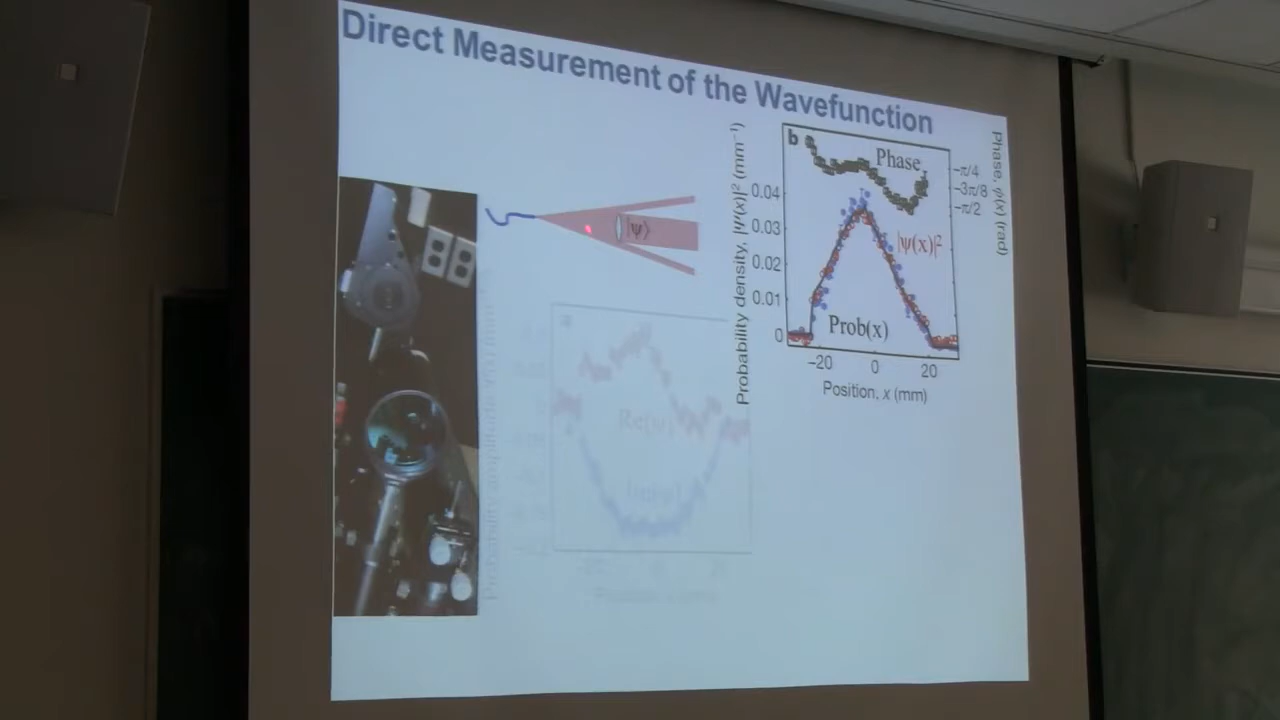 Direct Measurement of the Wavefunction
|ψ⟩
a
Re(ψ)
b
Phase
|ψ(x)|²
Prob(x)
Probability density, |Ψ(x)|² (mm⁻¹)
0.04
0.03
0.02
0.01
0
−π/4
−3π/8
−π/2
Phase, φ(x) (rad)
−20 0 20
Position, x (mm)